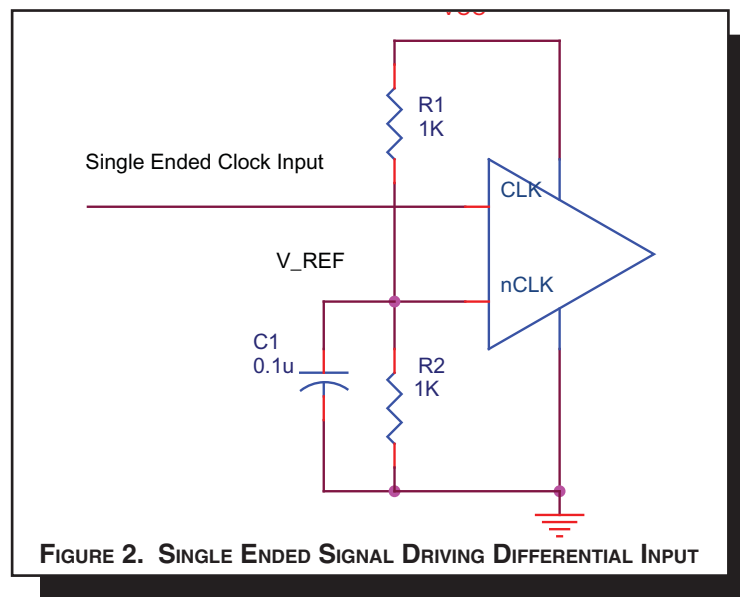 R1
1K
Single Ended Clock Input
CLK
V_REF
nCLK
C1
0.1u
R2
1K
FIGURE 2. SINGLE ENDED SIGNAL DRIVING DIFFERENTIAL INPUT